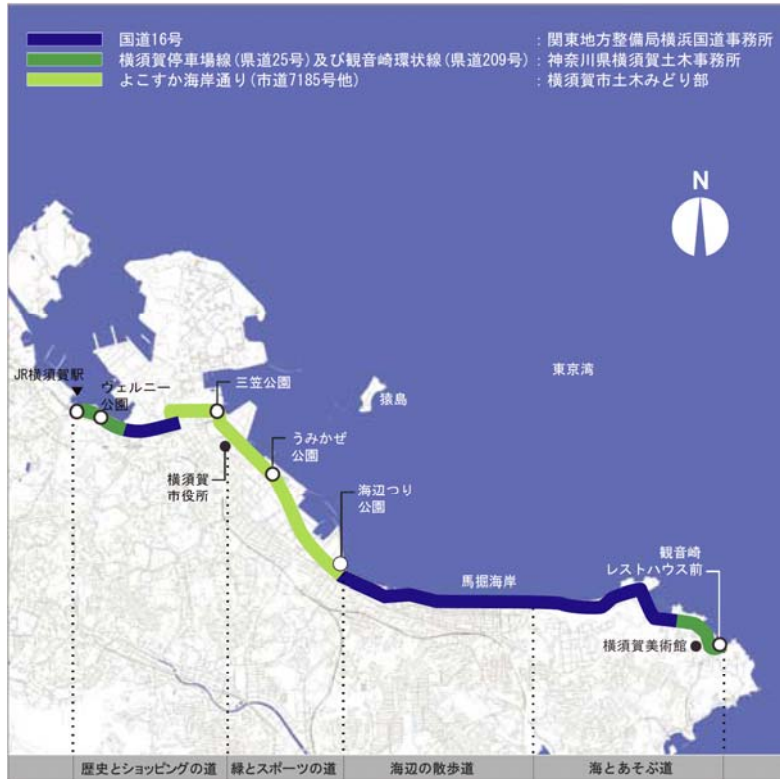 国道16号 : 関東地方整備局横浜国道事務所
横須賀停車場線(県道25号)及び観音崎環状線(県道209号) : 神奈川県横須賀土木事務所
よこすか海岸通り(市道7185号他) : 横須賀市土木みどり部
N
JR横須賀駅
ヴェルニー
公園
三笠公園
猿島
東京湾
うみかぜ
公園
横須賀
市役所
海辺つり
公園
馬掘海岸
観音崎
レストハウス前
横須賀美術館
歴史とショッピングの道
緑とスポーツの道
海辺の散歩道
海とあそぶ道